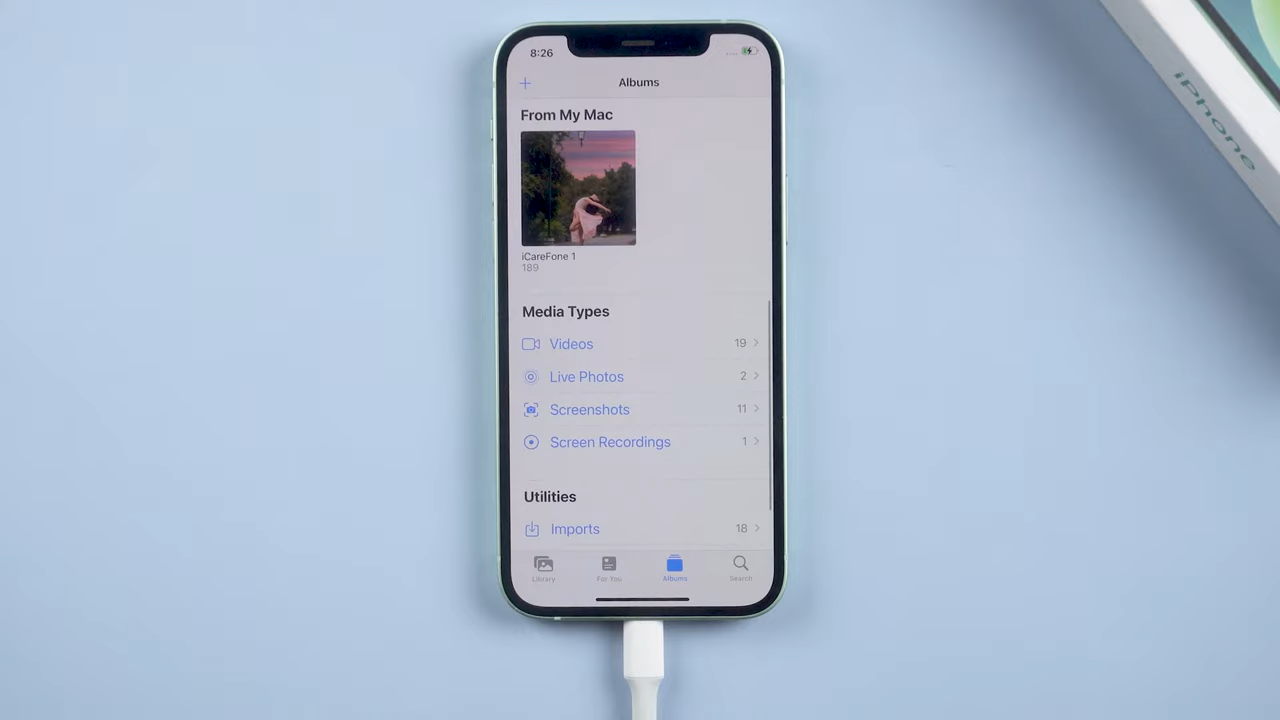 8:26
Albums
From My Mac
iCareFone 1
189
Media Types
Videos 19
Live Photos 2
Screenshots 11
Screen Recordings 1
Utilities
Imports 18
Library For You Albums Search
iPhone